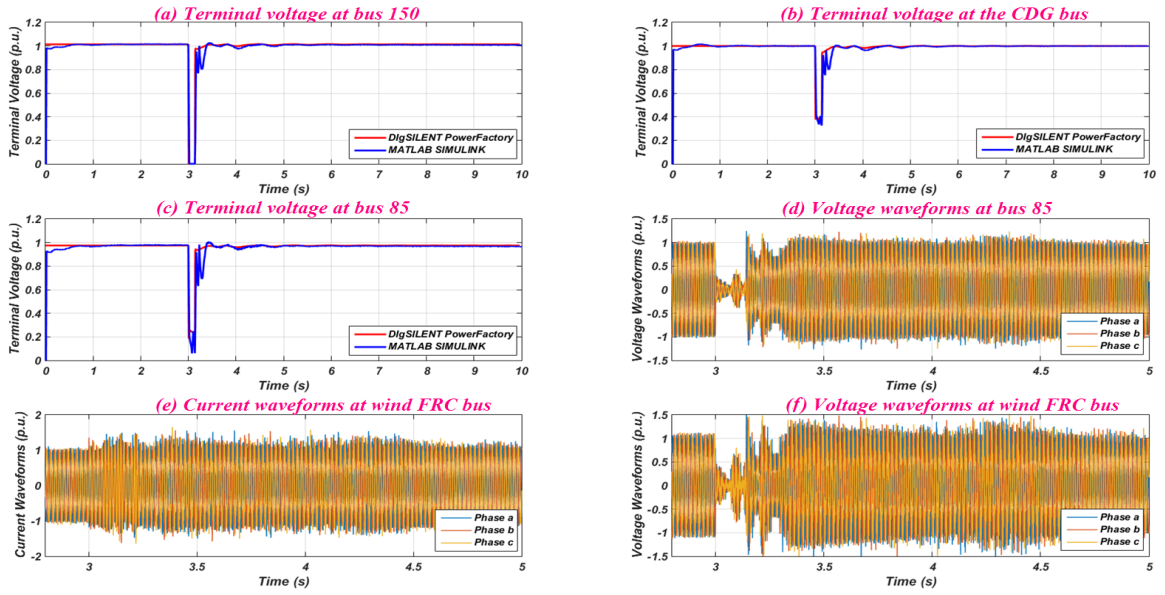 (a) Terminal voltage at bus 150
Terminal Voltage (p.u.)
1.2
1
0.8
0.6
0.4
0.2
0
DIgSILENT PowerFactory
MATLAB SIMULINK
0 1 2 3 4 5 6 7 8 9 10
Time (s)
(b) Terminal voltage at the CDG bus
Terminal Voltage (p.u.)
1.2
1
0.8
0.6
0.4
0.2
0
DIgSILENT PowerFactory
MATLAB SIMULINK
0 1 2 3 4 5 6 7 8 9 10
Time (s)
(c) Terminal voltage at bus 85
Terminal Voltage (p.u.)
1.2
1
0.8
0.6
0.4
0.2
0
DIgSILENT PowerFactory
MATLAB SIMULINK
0 1 2 3 4 5 6 7 8 9 10
Time (s)
(d) Voltage waveforms at bus 85
Voltage Waveforms (p.u.)
1.5
1
0.5
0
-0.5
-1
-1.5
Phase a
Phase b
Phase c
3 3.5 4 4.5 5
Time (s)
(e) Current waveforms at wind FRC bus
Current Waveforms (p.u.)
2
1
0
-1
-2
Phase a
Phase b
Phase c
3 3.5 4 4.5 5
Time (s)
(f) Voltage waveforms at wind FRC bus
Voltage Waveforms (p.u.)
1.5
1
0.5
0
-0.5
-1
-1.5
Phase a
Phase b
Phase c
3 3.5 4 4.5 5
Time (s)